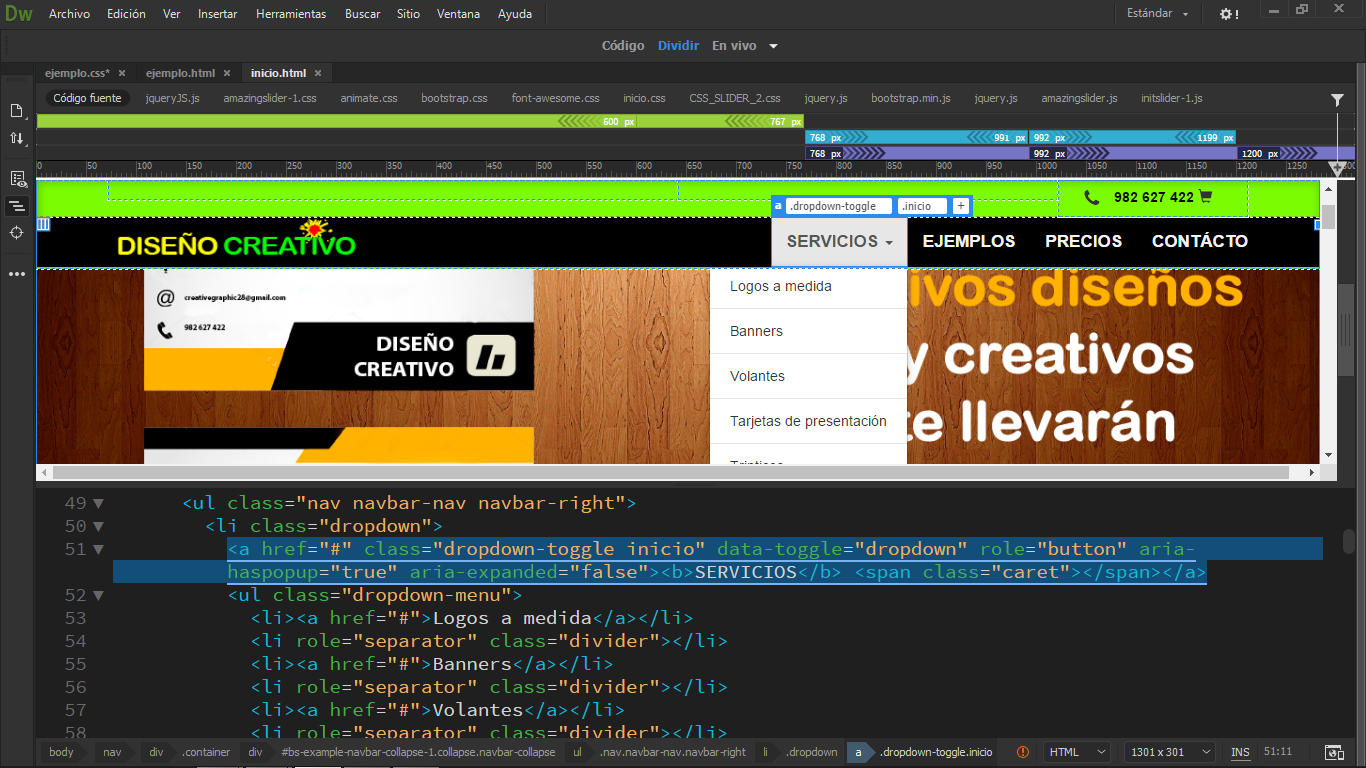 Dw Archivo Edición Ver Insertar Herramientas Buscar Sitio Ventana Ayuda Estándar
Código Dividir En vivo
ejemplo.css* ejemplo.html inicio.html
Código fuente jqueryJS.js amazingslider-1.css animate.css bootstrap.css font-awesome.css inicio.css CSS_SLIDER_2.css jquery.js bootstrap.min.js jquery.js amazingslider.js initslider-1.js
600 px 767 px
768 px 991 px 992 px 1199 px
768 px 992 px 1200 px
0 50 100 150 200 250 300 350 400 450 500 550 600 650 700 750 800 850 900 950 1000 1050 1100 1150 1200 1250 1300
982 627 422
a .dropdown-toggle .inicio +
DISEÑO CREATIVO SERVICIOS EJEMPLOS PRECIOS CONTÁCTO
creativegraphic28@gmail.com
982 627 422
DISEÑO
CREATIVO
Logos a medida
Banners
Volantes
Tarjetas de presentación
ivos diseños
y creativos
te llevarán
49 <ul class="nav navbar-nav navbar-right">
50 <li class="dropdown">
51 <a href="#" class="dropdown-toggle inicio" data-toggle="dropdown" role="button" aria-
haspopup="true" aria-expanded="false"><b>SERVICIOS</b> <span class="caret"></span></a>
52 <ul class="dropdown-menu">
53 <li><a href="#">Logos a medida</a></li>
54 <li role="separator" class="divider"></li>
55 <li><a href="#">Banners</a></li>
56 <li role="separator" class="divider"></li>
57 <li><a href="#">Volantes</a></li>
58 <li role="separator" class="divider"></li>
body nav div .container div #bs-example-navbar-collapse-1.collapse.navbar-collapse ul .nav.navbar-nav.navbar-right li .dropdown a .dropdown-toggle.inicio HTML 1301 x 301 INS 51:11